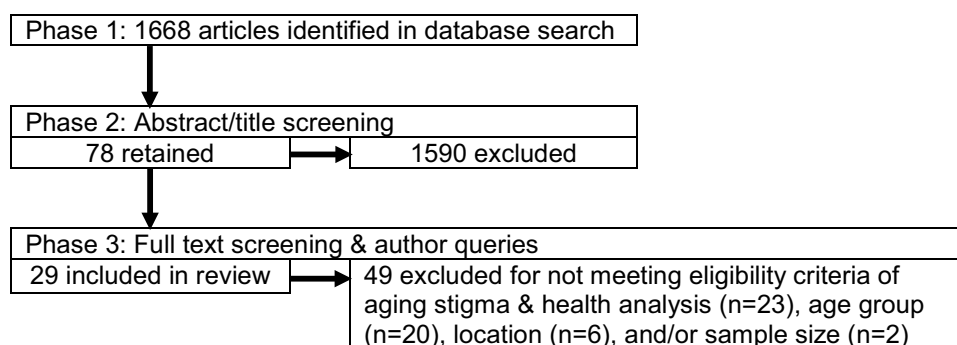 Phase 1: 1668 articles identified in database search
Phase 2: Abstract/title screening
78 retained
1590 excluded
Phase 3: Full text screening & author queries
29 included in review
49 excluded for not meeting eligibility criteria of
aging stigma & health analysis (n=23), age group
(n=20), location (n=6), and/or sample size (n=2)